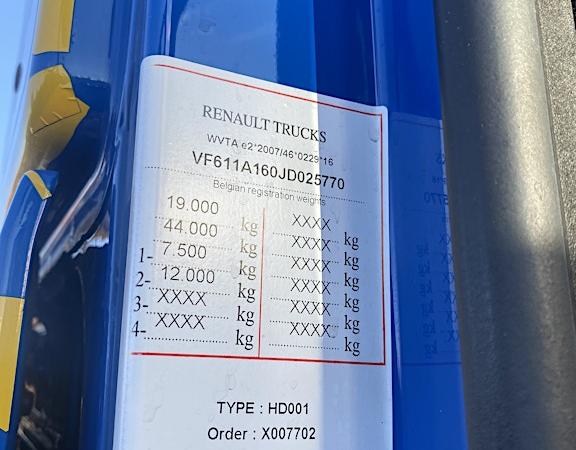 RENAULT TRUCKS
WVTA e2*2007/46*0229*16
VF611A160JD025770
Belgian registration weights
19.000 kg XXXX kg
44.000 kg XXXX kg
1- 7.500 kg XXXX kg
2- 12.000 kg XXXX kg
3- XXXX kg XXXX kg
4- XXXX kg XXXX kg
TYPE : HD001
Order : X007702